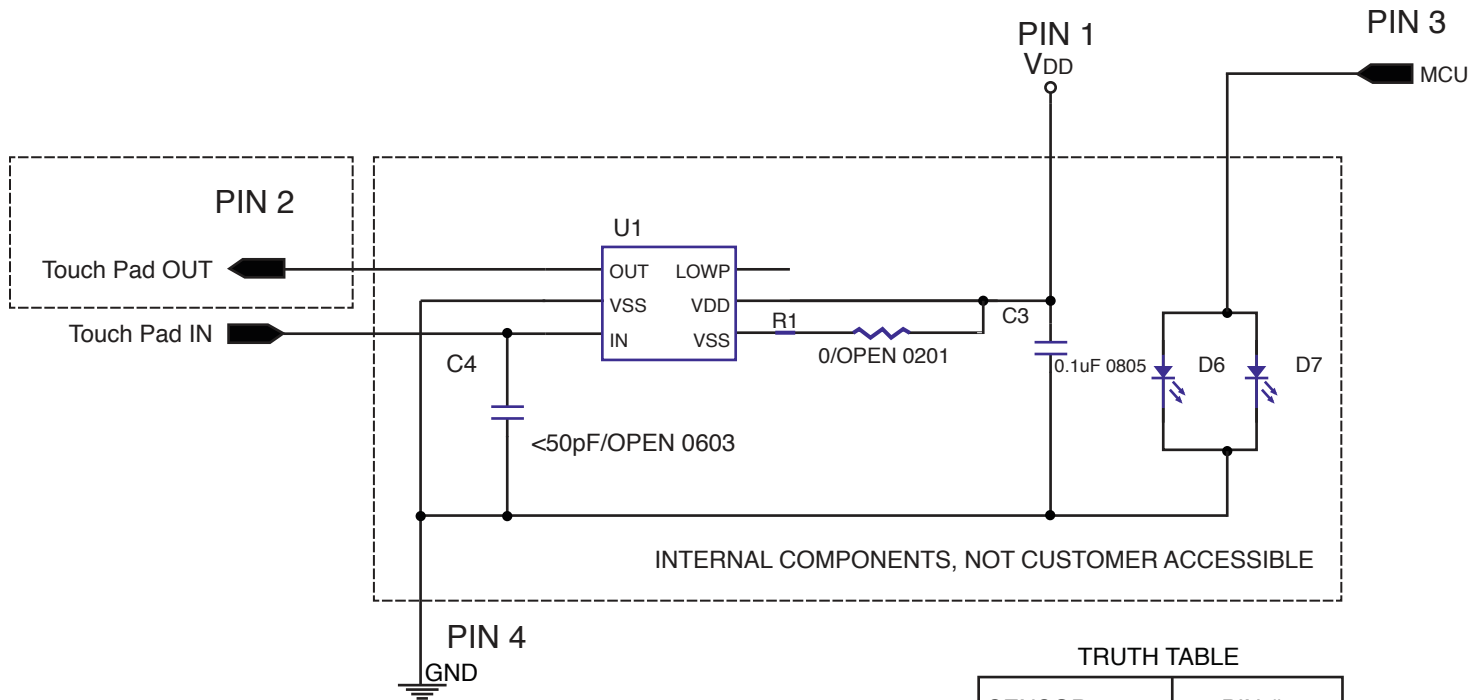 PIN 3
PIN 1
VDD
MCU
PIN 2
U1
Touch Pad OUT
OUT LOWP
VSS VDD
C3
R1
Touch Pad IN
IN VSS
0/OPEN 0201
C4
0.1uF 0805
D6
D7
<50pF/OPEN 0603
INTERNAL COMPONENTS, NOT CUSTOMER ACCESSIBLE
PIN 4
GND
TRUTH TABLE